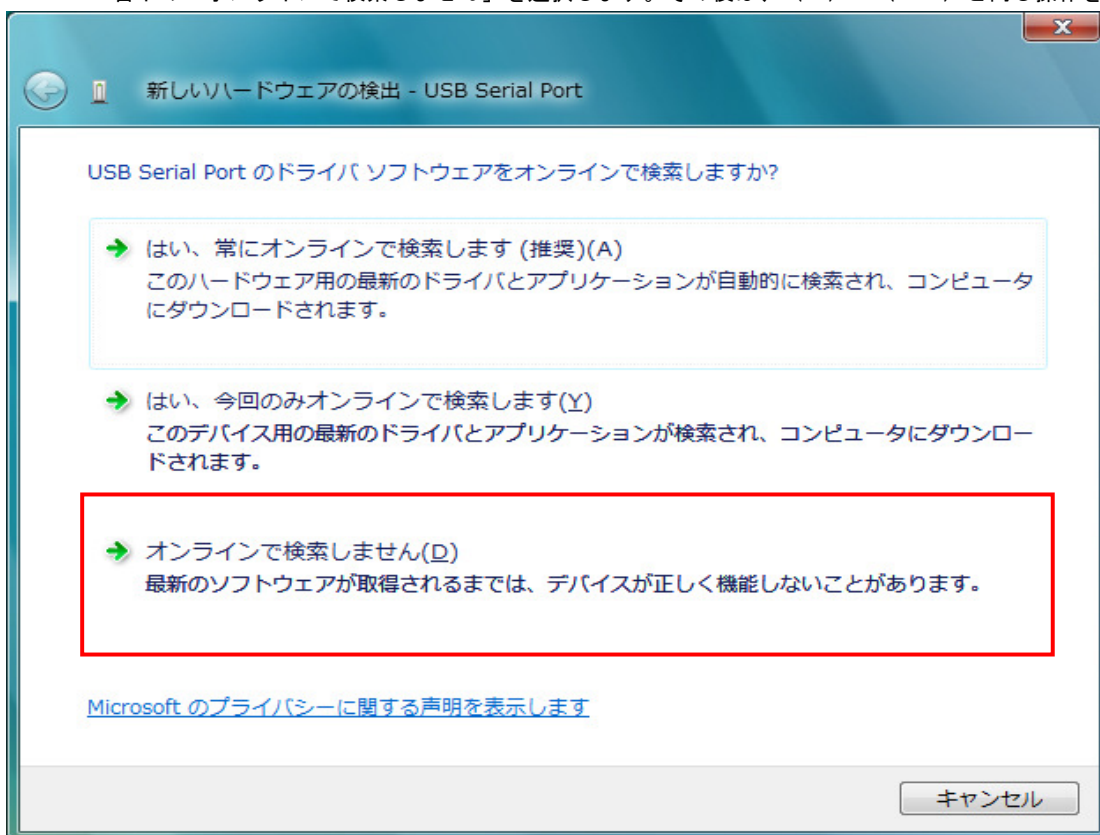 新しいハードウェアの検出 - USB Serial Port
USB Serial Port のドライバ ソフトウェアをオンラインで検索しますか?
はい、常にオンラインで検索します (推奨)(A)
このハードウェア用の最新のドライバとアプリケーションが自動的に検索され、コンピュータ
にダウンロードされます。
はい、今回のみオンラインで検索します(Y)
このデバイス用の最新のドライバとアプリケーションが検索され、コンピュータにダウンロー
ドされます。
オンラインで検索しません(D)
最新のソフトウェアが取得されるまでは、デバイスが正しく機能しないことがあります。
Microsoft のプライバシーに関する声明を表示します
キャンセル